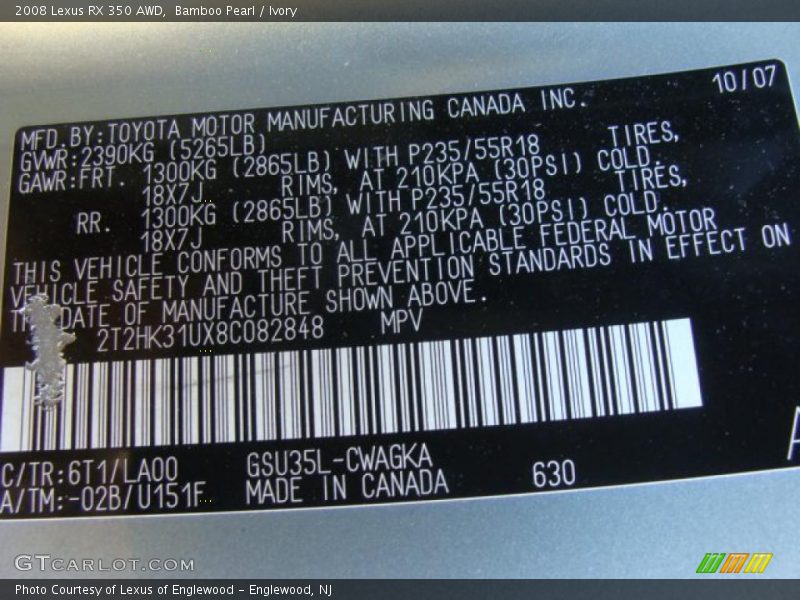 2008 Lexus RX 350 AWD,  Bamboo Pearl / Ivory
10/07
MFD.BY:TOYOTA MOTOR MANUFACTURING CANADA INC.
GVWR:2390KG (5265LB)
GAWR:FRT. 1300KG (2865LB) WITH P235/55R18 TIRES,
18X7J RIMS, AT 210KPA (30PSI) COLD.
RR. 1300KG (2865LB) WITH P235/55R18 TIRES,
18X7J RIMS, AT 210KPA (30PSI) COLD.
THIS VEHICLE CONFORMS TO ALL APPLICABLE FEDERAL MOTOR
VEHICLE SAFETY AND THEFT PREVENTION STANDARDS IN EFFECT ON
DATE OF MANUFACTURE SHOWN ABOVE.
2T2HK31UX8C082848 MPV
C/TR:6T1/LA00 GSU35L-CWAGKA
A/TM:-02B/U151F MADE IN CANADA 630
GTCARLOT.COM
Photo Courtesy of Lexus of Englewood – Englewood, NJ